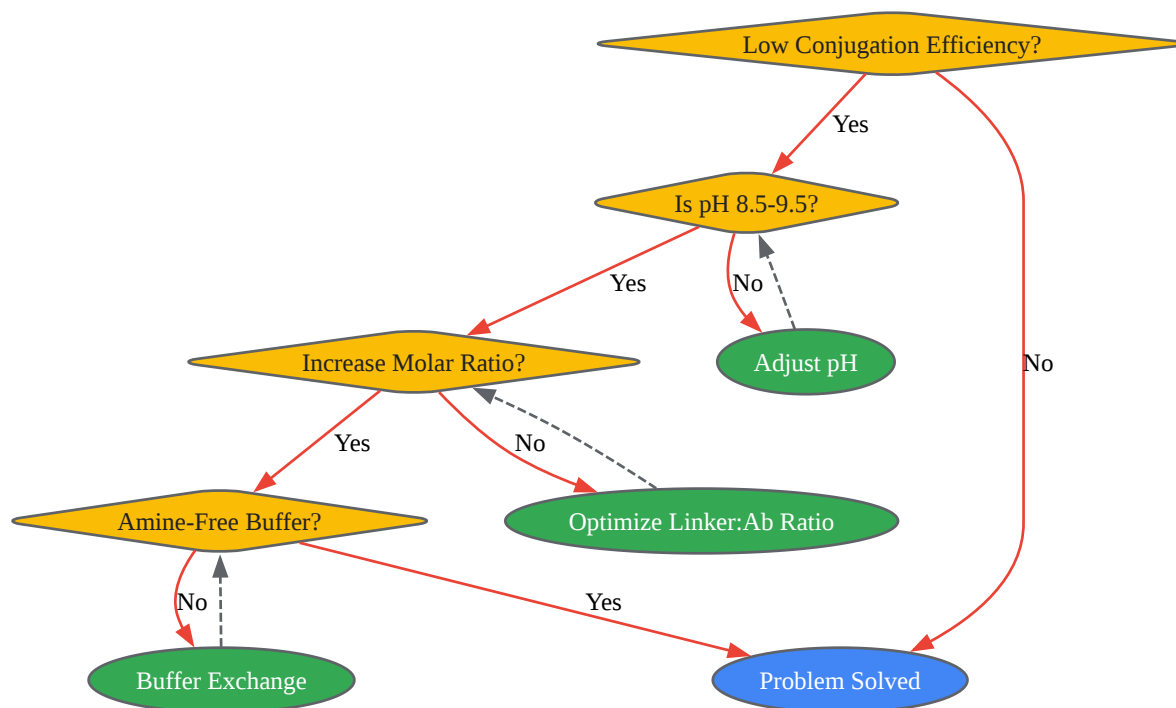 Low Conjugation Efficiency?
Yes
Is pH 8.5-9.5?
Yes
No
Increase Molar Ratio?
Adjust pH
No
Yes
No
Amine-Free Buffer?
Optimize Linker:Ab Ratio
No
Yes
Buffer Exchange
Problem Solved